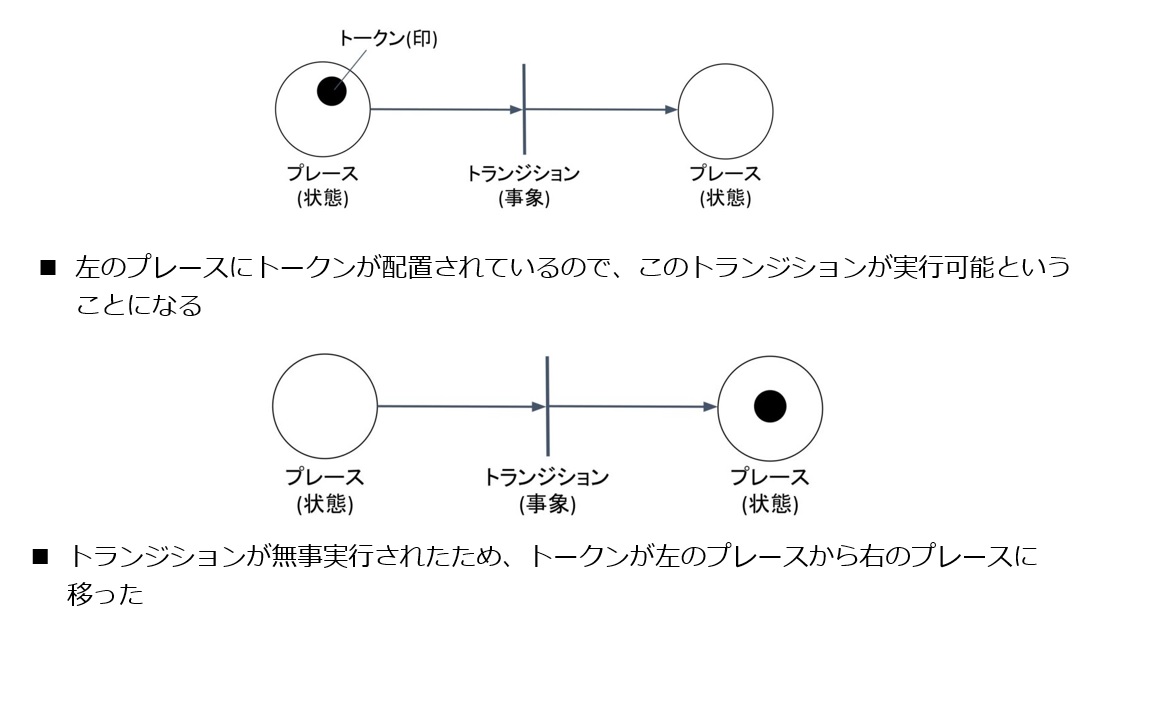 トークン(印)
プレース
(状態)
トランジション
(事象)
プレース
(状態)
■ 左のプレースにトークンが配置されているので、このトランジションが実行可能という
ことになる
プレース
(状態)
トランジション
(事象)
プレース
(状態)
■ トランジションが無事実行されたため、トークンが左のプレースから右のプレースに
移った